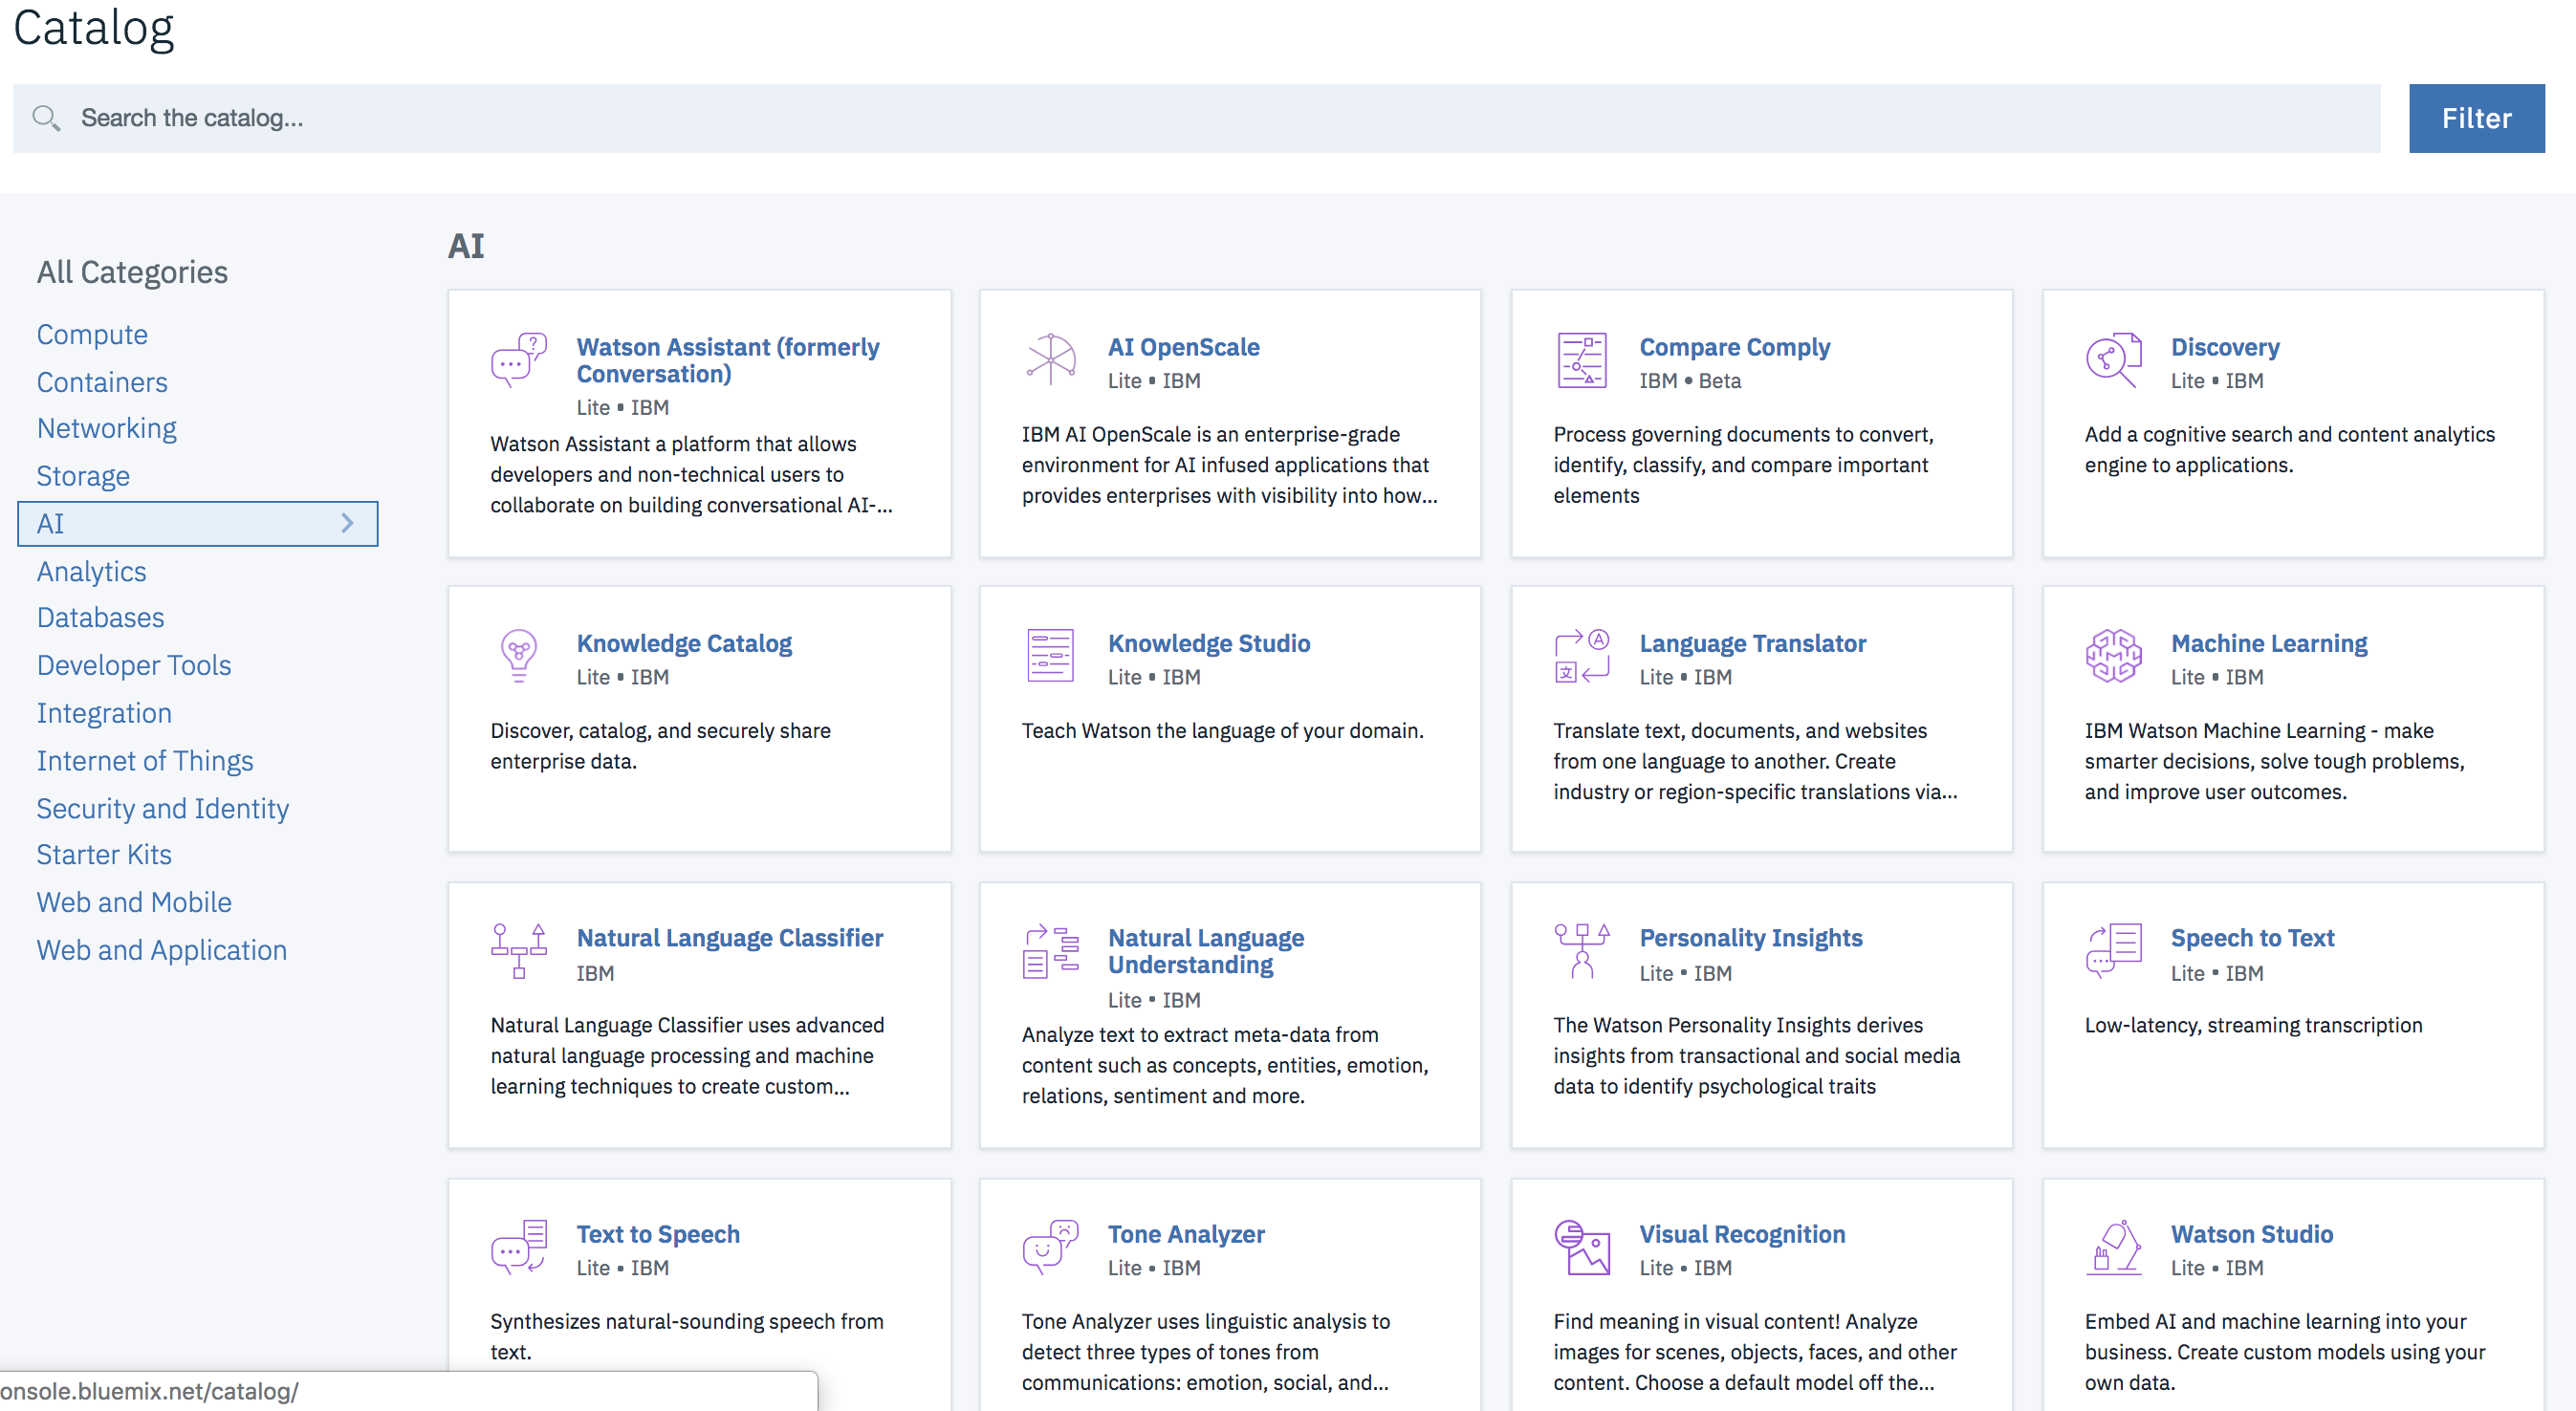 Catalog
Search the catalog...
Filter
All Categories
Compute
Containers
Networking
Storage
AI
Analytics
Databases
Developer Tools
Integration
Internet of Things
Security and Identity
Starter Kits
Web and Mobile
Web and Application
AI
Watson Assistant (formerly
Conversation)
Lite • IBM
Watson Assistant a platform that allows
developers and non-technical users to
collaborate on building conversational AI-...
AI OpenScale
Lite • IBM
IBM AI OpenScale is an enterprise-grade
environment for AI infused applications that
provides enterprises with visibility into how...
Compare Comply
IBM • Beta
Process governing documents to convert,
identify, classify, and compare important
elements
Discovery
Lite • IBM
Add a cognitive search and content analytics
engine to applications.
Knowledge Catalog
Lite • IBM
Discover, catalog, and securely share
enterprise data.
Knowledge Studio
Lite • IBM
Teach Watson the language of your domain.
Language Translator
Lite • IBM
Translate text, documents, and websites
from one language to another. Create
industry or region-specific translations via...
Machine Learning
Lite • IBM
IBM Watson Machine Learning - make
smarter decisions, solve tough problems,
and improve user outcomes.
Natural Language Classifier
IBM
Natural Language Classifier uses advanced
natural language processing and machine
learning techniques to create custom...
Natural Language
Understanding
Lite • IBM
Analyze text to extract meta-data from
content such as concepts, entities, emotion,
relations, sentiment and more.
Personality Insights
Lite • IBM
The Watson Personality Insights derives
insights from transactional and social media
data to identify psychological traits
Speech to Text
Lite • IBM
Low-latency, streaming transcription
Text to Speech
Lite • IBM
Synthesizes natural-sounding speech from
text.
Tone Analyzer
Lite • IBM
Tone Analyzer uses linguistic analysis to
detect three types of tones from
communications: emotion, social, and...
Visual Recognition
Lite • IBM
Find meaning in visual content! Analyze
images for scenes, objects, faces, and other
content. Choose a default model off the...
Watson Studio
Lite • IBM
Embed AI and machine learning into your
business. Create custom models using your
own data.
onsole.bluemix.net/catalog/